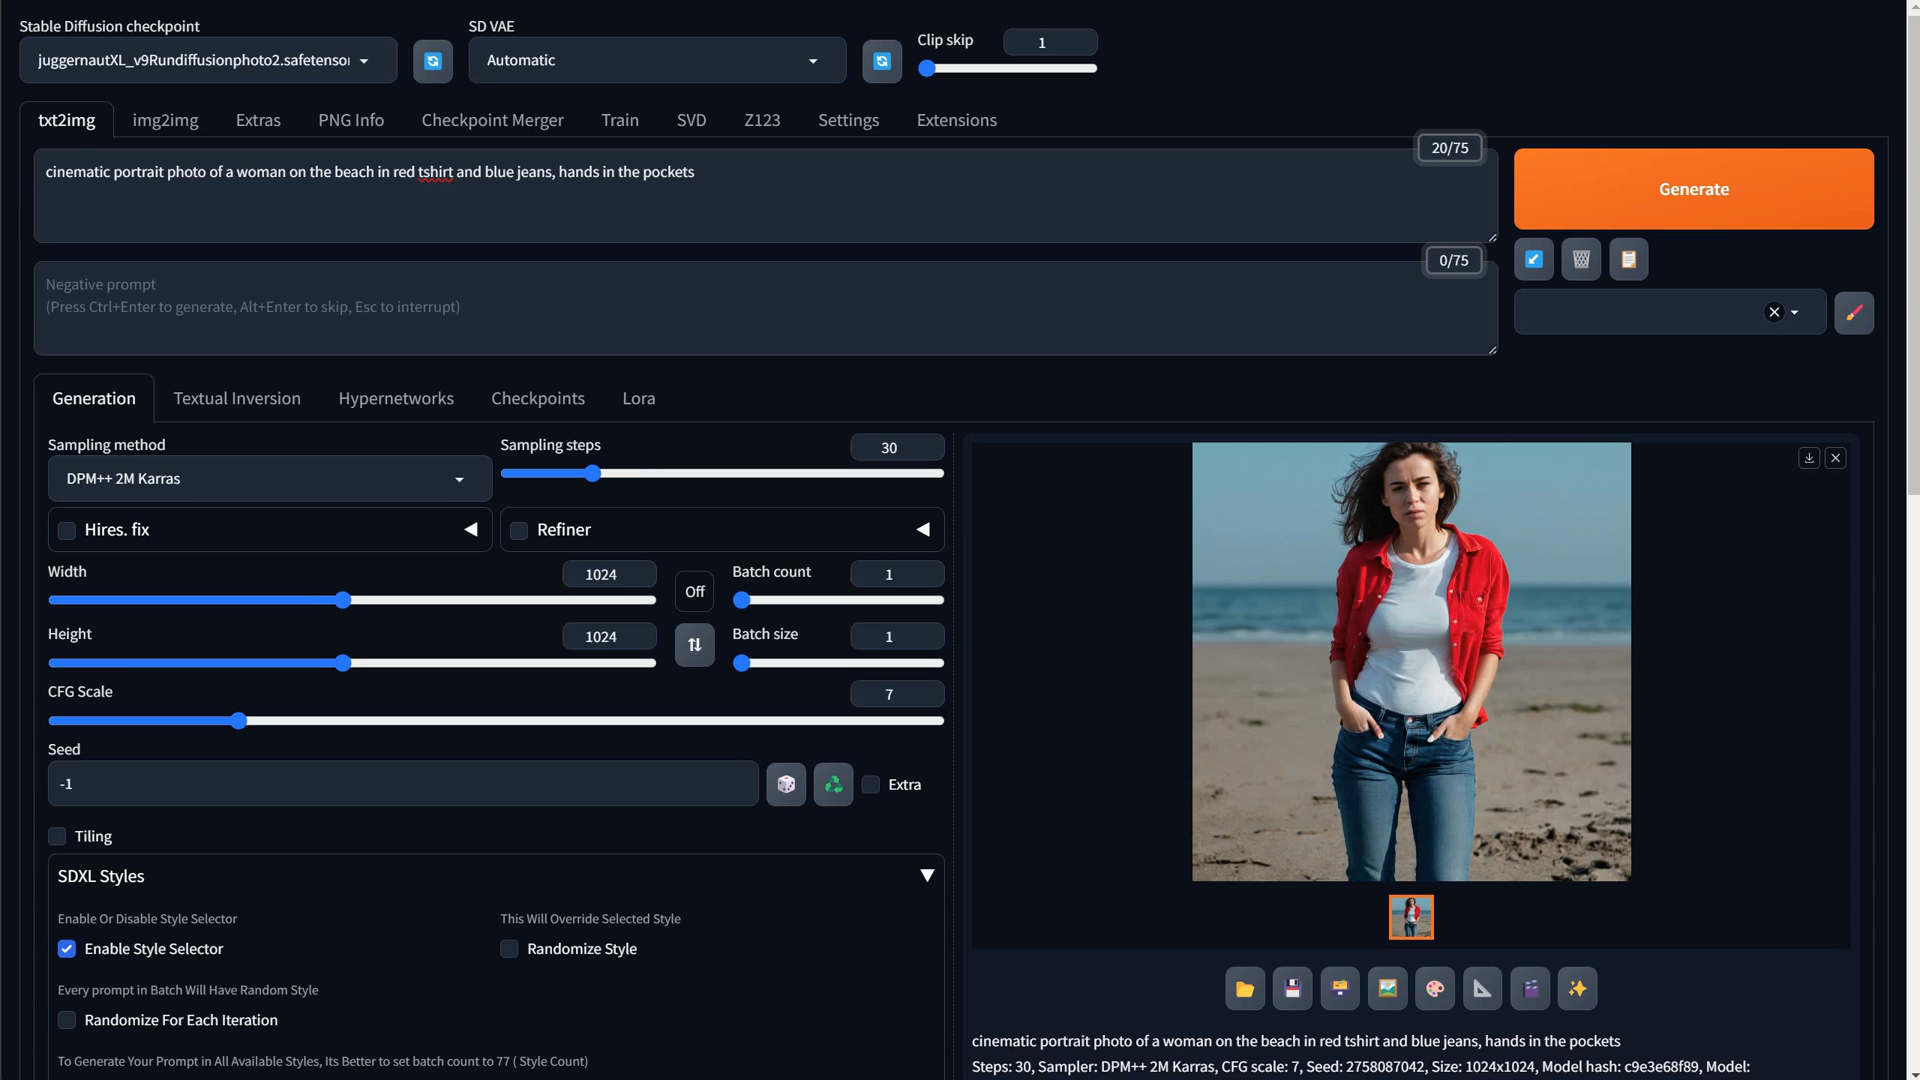 Stable Diffusion checkpoint
SD VAE
juggernautXL_v9Rundiffusionphoto2.safetensor
Automatic
Clip skip
1
txt2img
img2img
Extras
PNG Info
Checkpoint Merger
Train
SVD
Z123
Settings
Extensions
20/75
cinematic portrait photo of a woman on the beach in red tshirt and blue jeans, hands in the pockets
Generate
0/75
Negative prompt
(Press Ctrl+Enter to generate, Alt+Enter to skip, Esc to interrupt)
Generation
Textual Inversion
Hypernetworks
Checkpoints
Lora
Sampling method
DPM++ 2M Karras
Sampling steps
30
Hires. fix
Refiner
Width
1024
Off
Batch count
1
Height
1024
Batch size
1
CFG Scale
7
Seed
-1
Extra
Tiling
SDXL Styles
Enable Or Disable Style Selector
This Will Override Selected Style
Enable Style Selector
Randomize Style
Every prompt in Batch Will Have Random Style
Randomize For Each Iteration
To Generate Your Prompt in All Available Styles, Its Better to set batch count to 77 ( Style Count)
cinematic portrait photo of a woman on the beach in red tshirt and blue jeans, hands in the pockets
Steps: 30, Sampler: DPM++ 2M Karras, CFG scale: 7, Seed: 2758087042, Size: 1024x1024, Model hash: c9e3e68f89, Model: